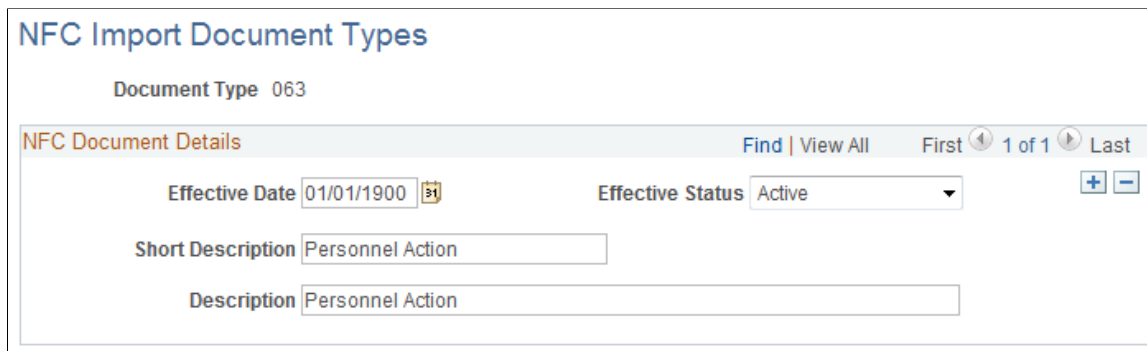 NFC Import Document Types
Document Type 063
NFC Document Details Find | View All First 1 of 1 Last
Effective Date 01/01/1900 31 Effective Status Active
Short Description Personnel Action
Description Personnel Action